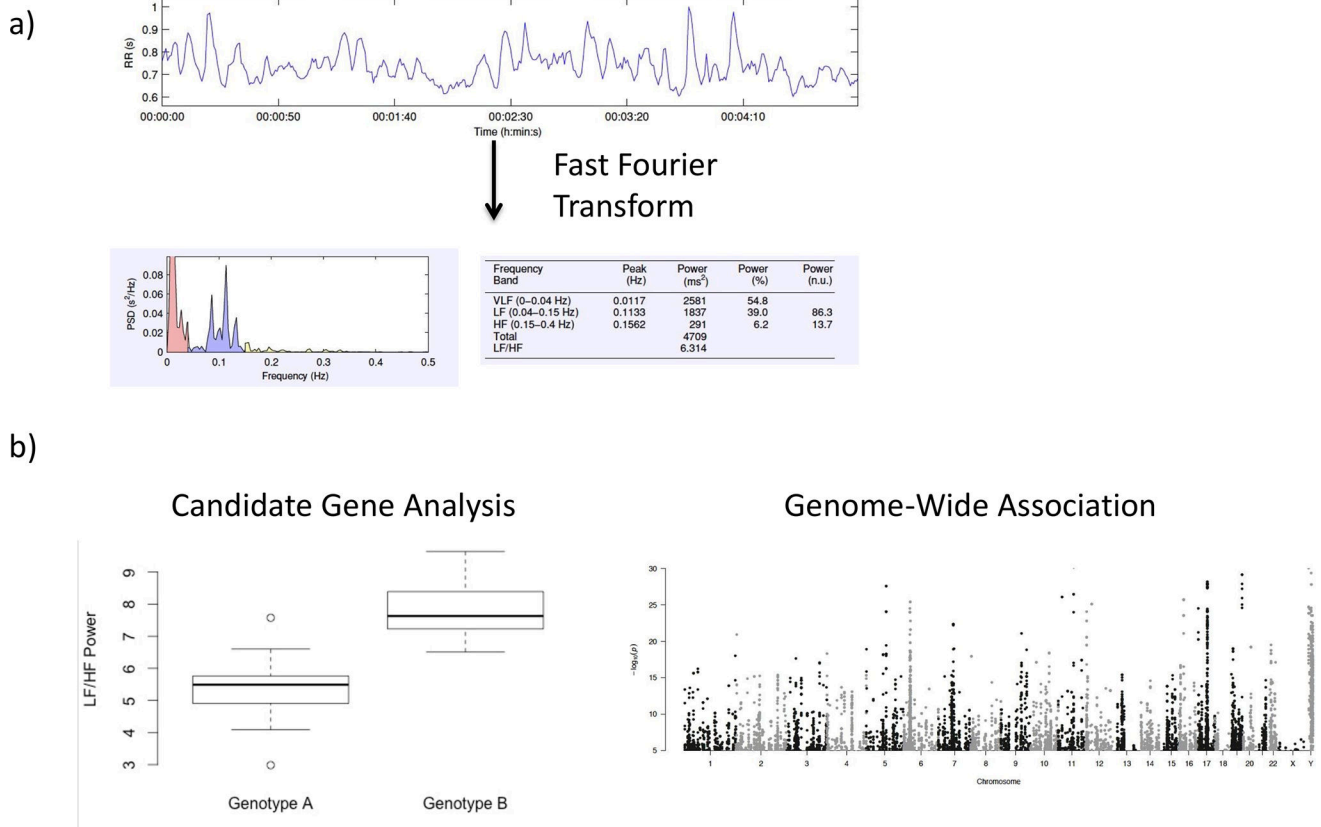 a)
1
0.9
0.8
0.7
0.6
RR (s)
00:00:00 00:00:50 00:01:40 00:02:30 00:03:20 00:04:10
Time (h:min:s)
Fast Fourier
Transform
0.08
0.06
0.04
0.02
0
PSD (s²/Hz)
0 0.1 0.2 0.3 0.4 0.5
Frequency (Hz)
Frequency Peak Power Power Power
Band (Hz) (ms²) (%) (n.u.)
VLF (0–0.04 Hz) 0.0117 2581 54.8
LF (0.04–0.15 Hz) 0.1133 1837 39.0 86.3
HF (0.15–0.4 Hz) 0.1562 291 6.2 13.7
Total 4709
LF/HF 6.314
b)
Candidate Gene Analysis
9
8
7
6
5
4
3
LF/HF Power
Genotype A Genotype B
Genome-Wide Association
30
25
20
15
10
5
−log₁₀(p)
1 2 3 4 5 6 7 8 9 10 11 12 13 14 15 16 17 18 20 22 X Y
Chromosome